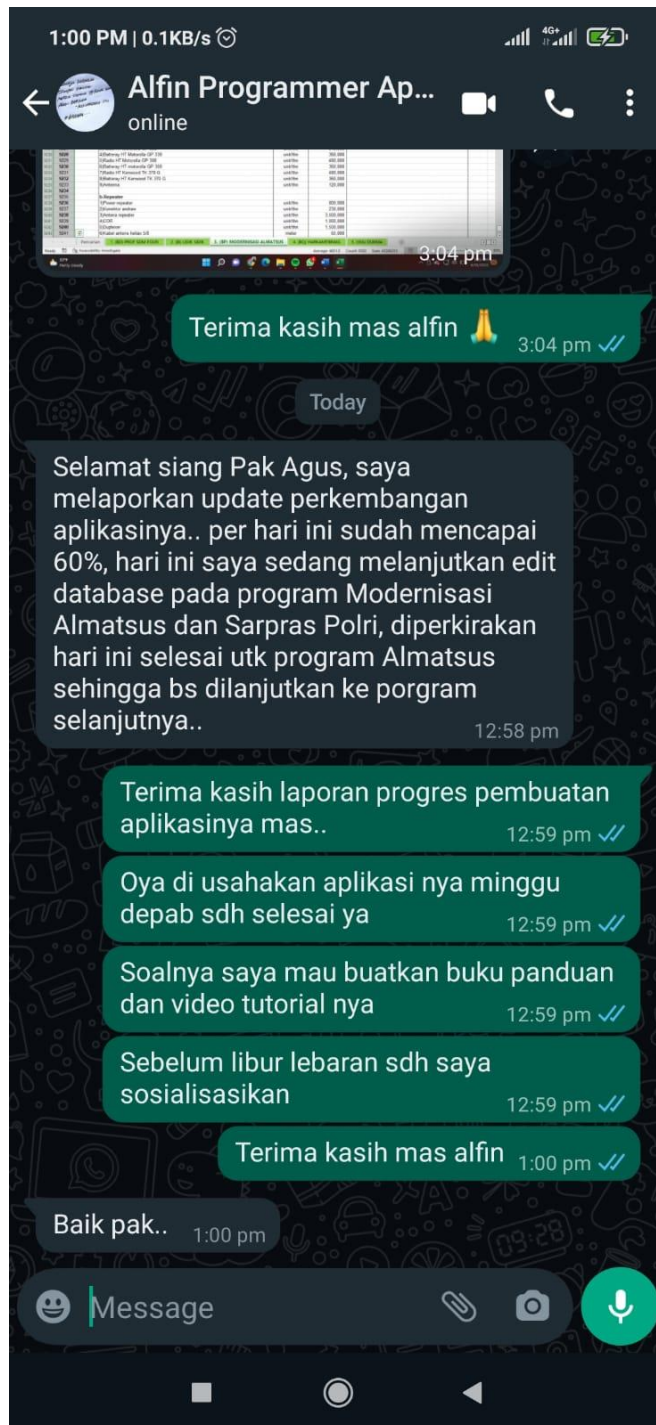 1:00 PM | 0.1KB/s
4G+
Alfin Programmer Ap...
online
3:04 pm
Terima kasih mas alfin 🙏
3:04 pm
Today
Selamat siang Pak Agus, saya
melaporkan update perkembangan
aplikasinya.. per hari ini sudah mencapai
60%, hari ini saya sedang melanjutkan edit
database pada program Modernisasi
Almatsus dan Sarpras Polri, diperkirakan
hari ini selesai utk program Almatsus
sehingga bs dilanjutkan ke porgram
selanjutnya..
12:58 pm
Terima kasih laporan progres pembuatan
aplikasinya mas..
12:59 pm
Oya di usahakan aplikasi nya minggu
depab sdh selesai ya
12:59 pm
Soalnya saya mau buatkan buku panduan
dan video tutorial nya
12:59 pm
Sebelum libur lebaran sdh saya
sosialisasikan
12:59 pm
Terima kasih mas alfin
1:00 pm
Baik pak..
1:00 pm
Message